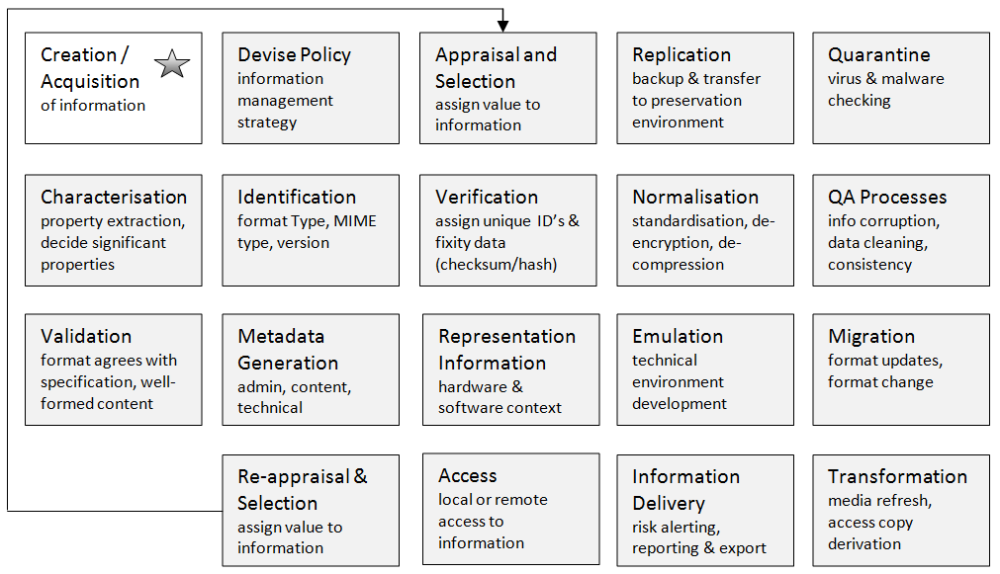 Creation /
Acquisition
of information
Devise Policy
information
management
strategy
Appraisal and
Selection
assign value to
information
Replication
backup & transfer
to preservation
environment
Quarantine
virus & malware
checking
Characterisation
property extraction,
decide significant
properties
Identification
format Type, MIME
type, version
Verification
assign unique ID's &
fixity data
(checksum/hash)
Normalisation
standardisation, de-
encryption, de-
compression
QA Processes
info corruption,
data cleaning,
consistency
Validation
format agrees with
specification, well-
formed content
Metadata
Generation
admin, content,
technical
Representation
Information
hardware &
software context
Emulation
technical
environment
development
Migration
format updates,
format change
Re-appraisal &
Selection
assign value to
information
Access
local or remote
access to
information
Information
Delivery
risk alerting,
reporting & export
Transformation
media refresh,
access copy
derivation